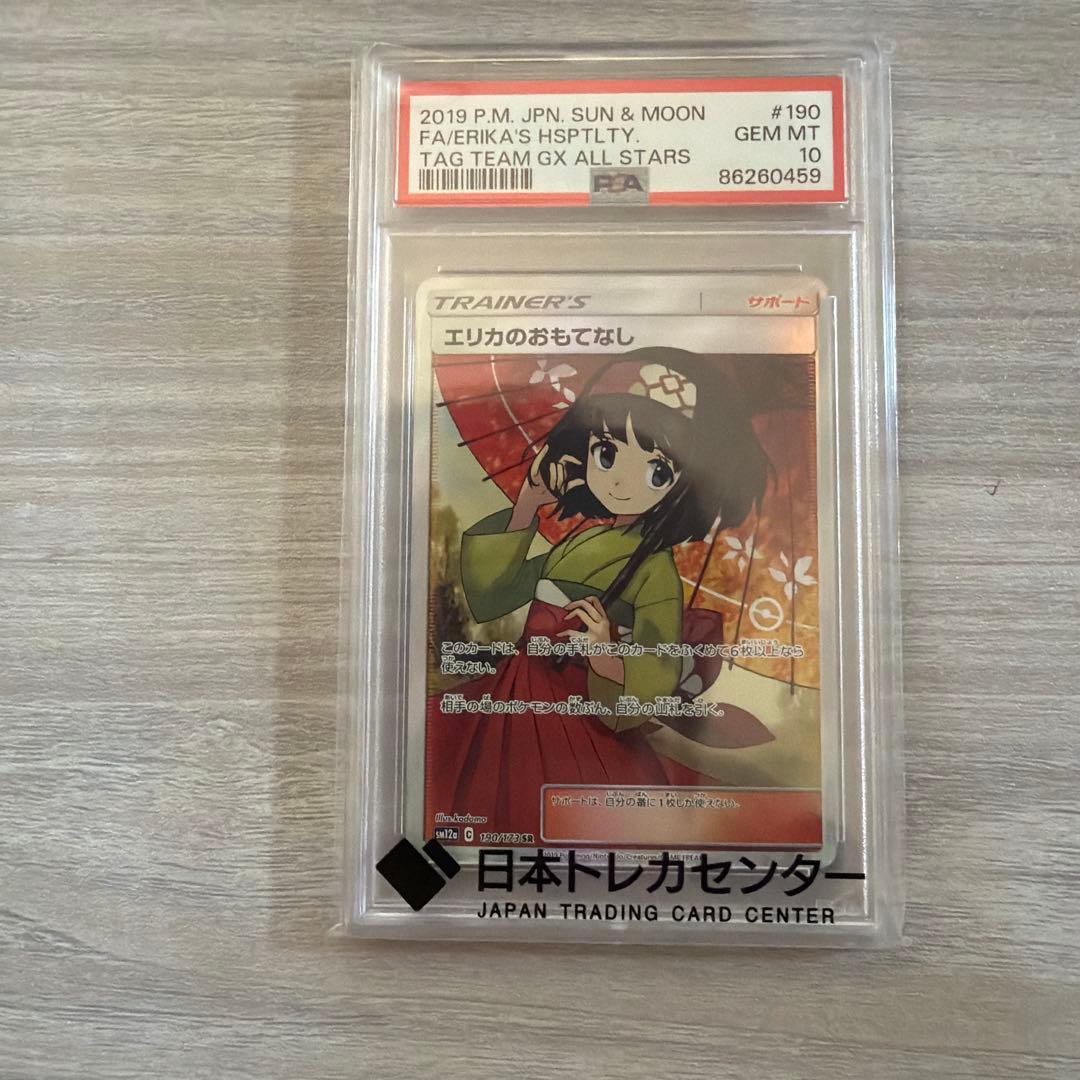 2019 P.M. JPN. SUN & MOON #190
FA/ERIKA'S HSPTLTY. GEM MT
TAG TEAM GX ALL STARS 10
PSA 86260459
TRAINER'S サポート
エリカのおもてなし
このカードは、自分の手札がこのカードをふくめて6枚以上なら
使えない。
相手の場のポケモンの数ぶん、自分の山札を引く。
サポートは、自分の番に1枚しか使えない。
illus.kodama
sm12a C 190/173 SR
日本トレカセンター
JAPAN TRADING CARD CENTER